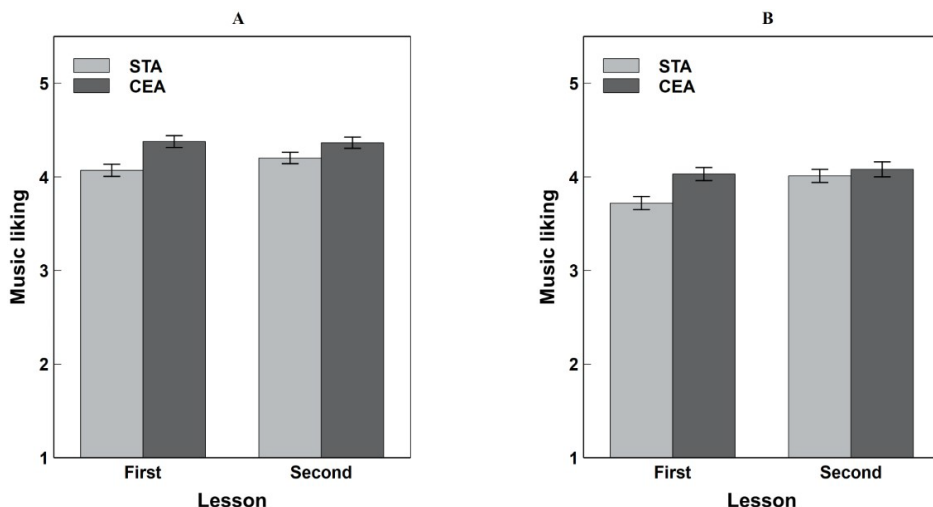 A
STA
CEA
5
4
3
2
1
Music liking
First
Second
Lesson
B
STA
CEA
5
4
3
2
1
Music liking
First
Second
Lesson